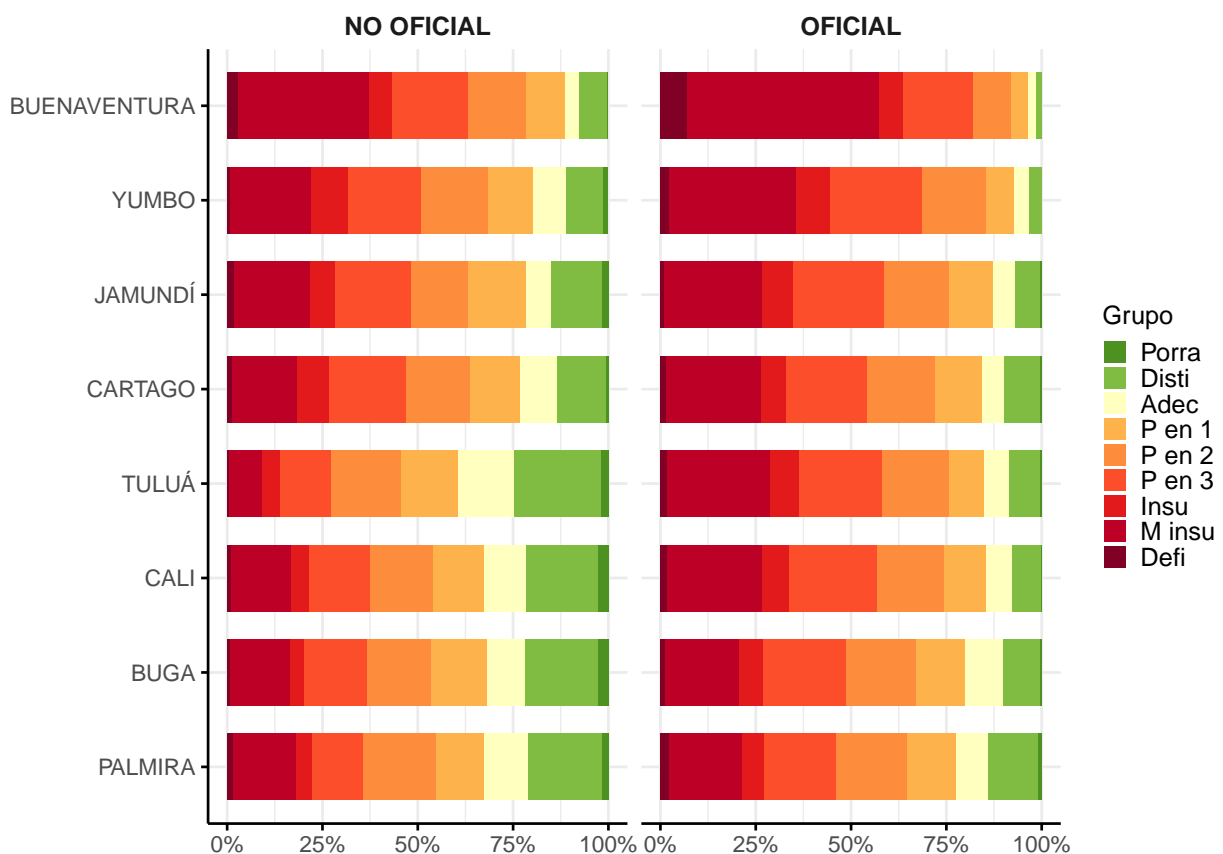 NO OFICIAL
OFICIAL
BUENAVENTURA
YUMBO
JAMUNDÍ
CARTAGO
TULUÁ
CALI
BUGA
PALMIRA
0% 25% 50% 75% 100%
0% 25% 50% 75% 100%
Grupo
Porra
Disti
Adec
P en 1
P en 2
P en 3
Insu
M insu
Defi